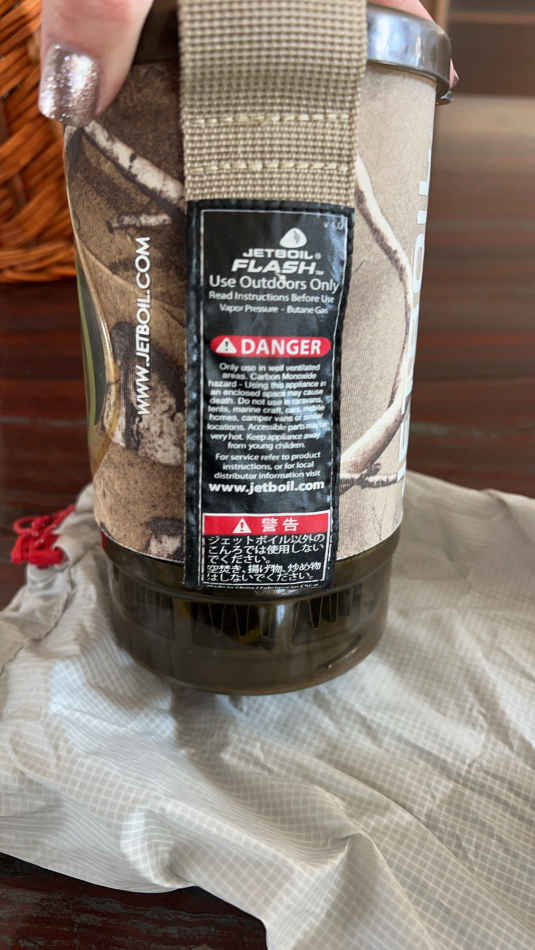 V 1.0
JETBOIL®
FLASH™
Use Outdoors Only
Read Instructions Before Use
Vapor Pressure - Butane Gas
DANGER
Only use in well ventilated
areas. Carbon Monoxide
hazard - Using this appliance in
an enclosed space may cause
death. Do not use in caravans,
tents, marine craft, cars, mobile
homes, camper vans or similar
locations. Accessible parts may be
very hot. Keep appliance away
from young children.
For service refer to product
instructions, or for local
distributor information visit
www.jetboil.com
警告
ジェットボイル以外の
こんろでは使用しない
でください。
空焚き、揚げ物、炒め物
はしないでください。
WWW.JETBOIL.COM